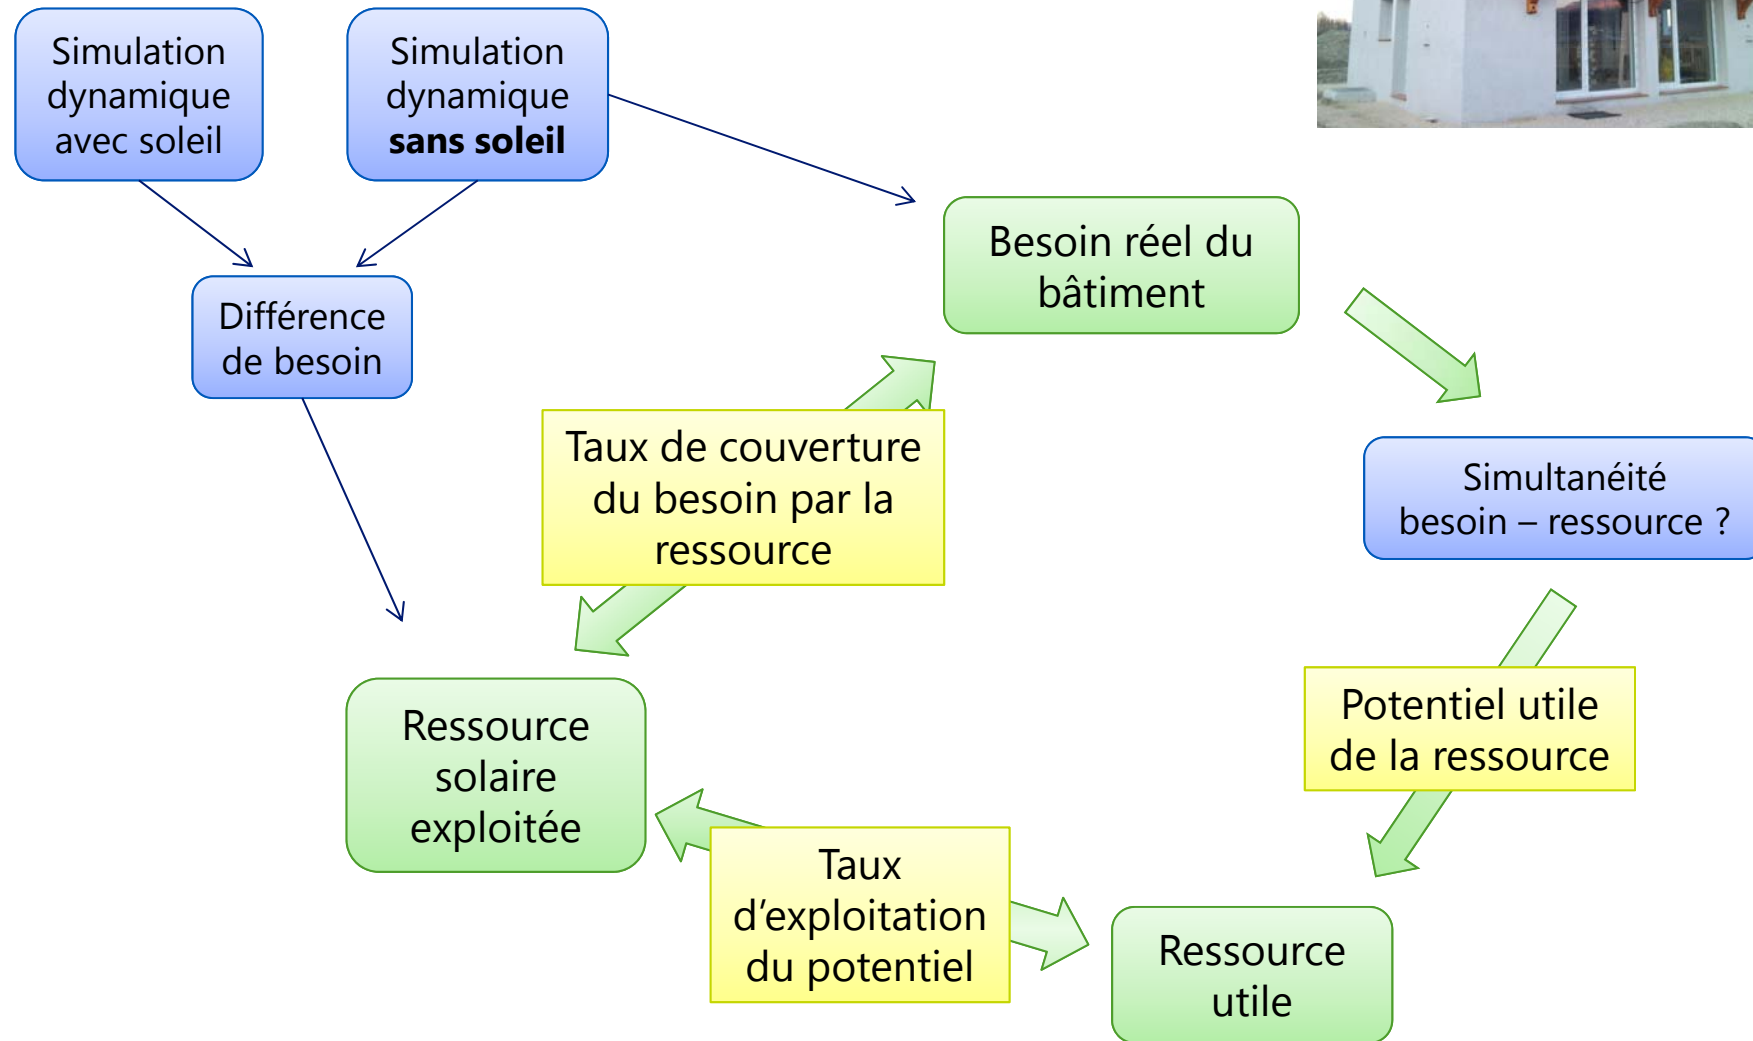 Simulation
dynamique
avec soleil
Simulation
dynamique
sans soleil
Besoin réel du
bâtiment
Différence
de besoin
Taux de couverture
du besoin par la
ressource
Simultanéité
besoin – ressource ?
Ressource
solaire
exploitée
Potentiel utile
de la ressource
Taux
d’exploitation
du potentiel
Ressource
utile